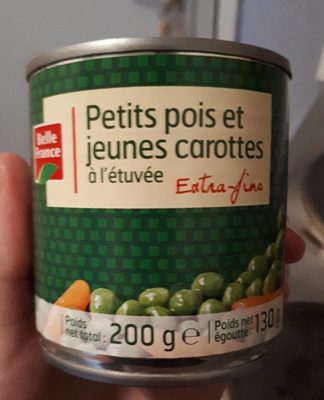 Belle
France
Petits pois et
jeunes carottes
à l'étuvée Extra-fins
Poids
net total : 200 g e
Poids net
égoutté : 130 g